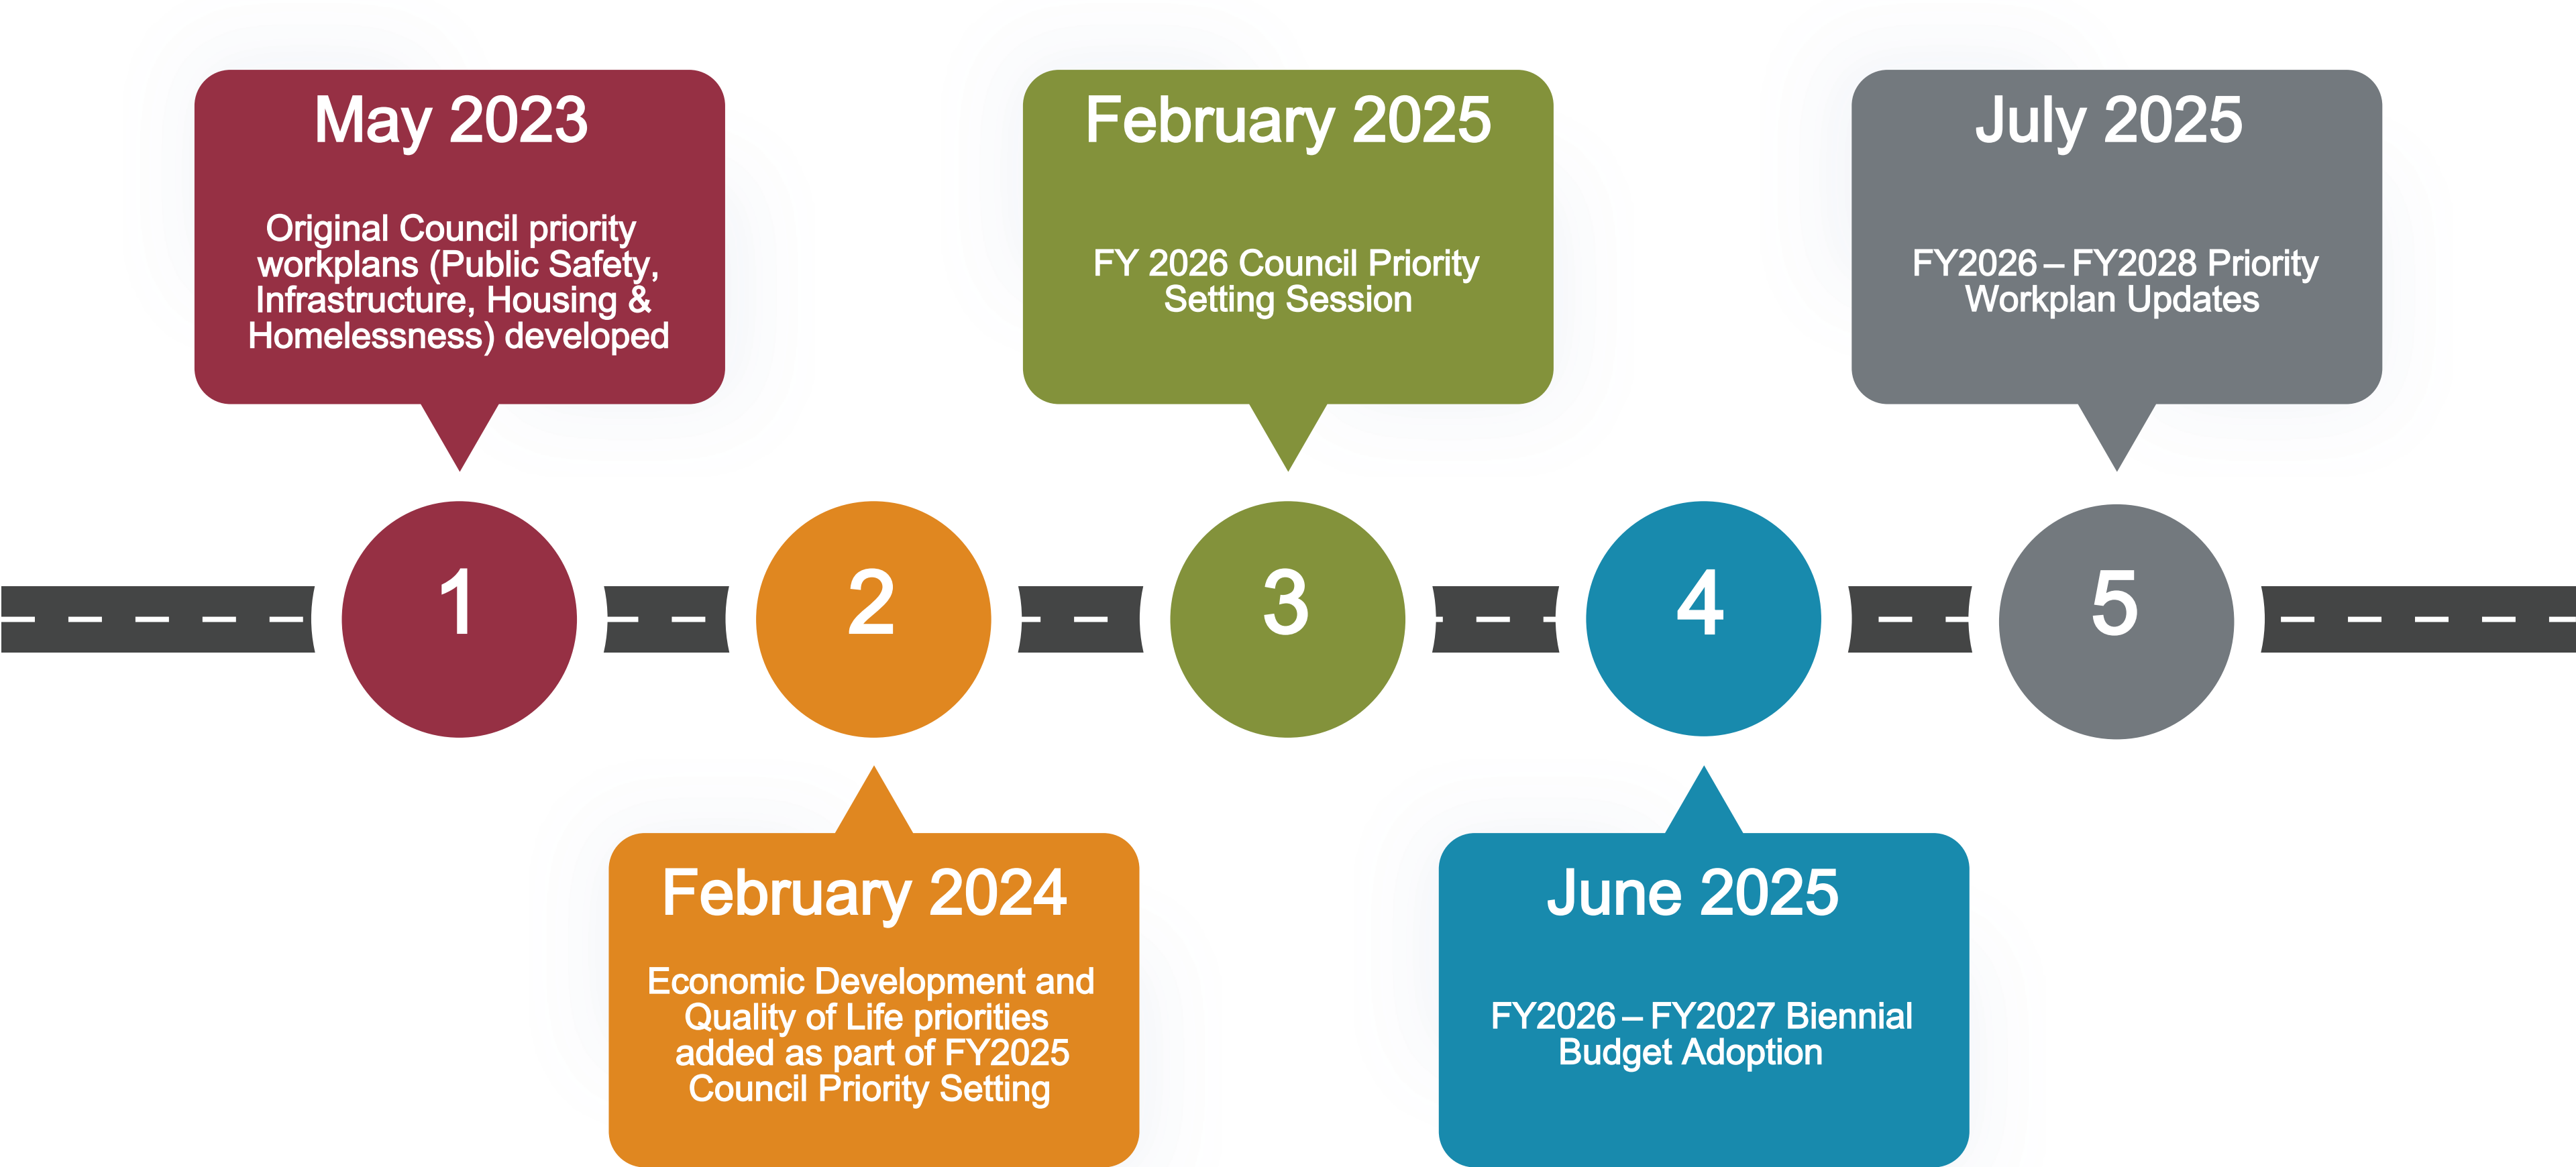 May 2023
Original Council priority
workplans (Public Safety,
Infrastructure, Housing &
Homelessness) developed
February 2025
FY 2026 Council Priority
Setting Session
July 2025
FY2026 – FY2028 Priority
Workplan Updates
1
2
3
4
5
February 2024
Economic Development and
Quality of Life priorities
added as part of FY2025
Council Priority Setting
June 2025
FY2026 – FY2027 Biennial
Budget Adoption